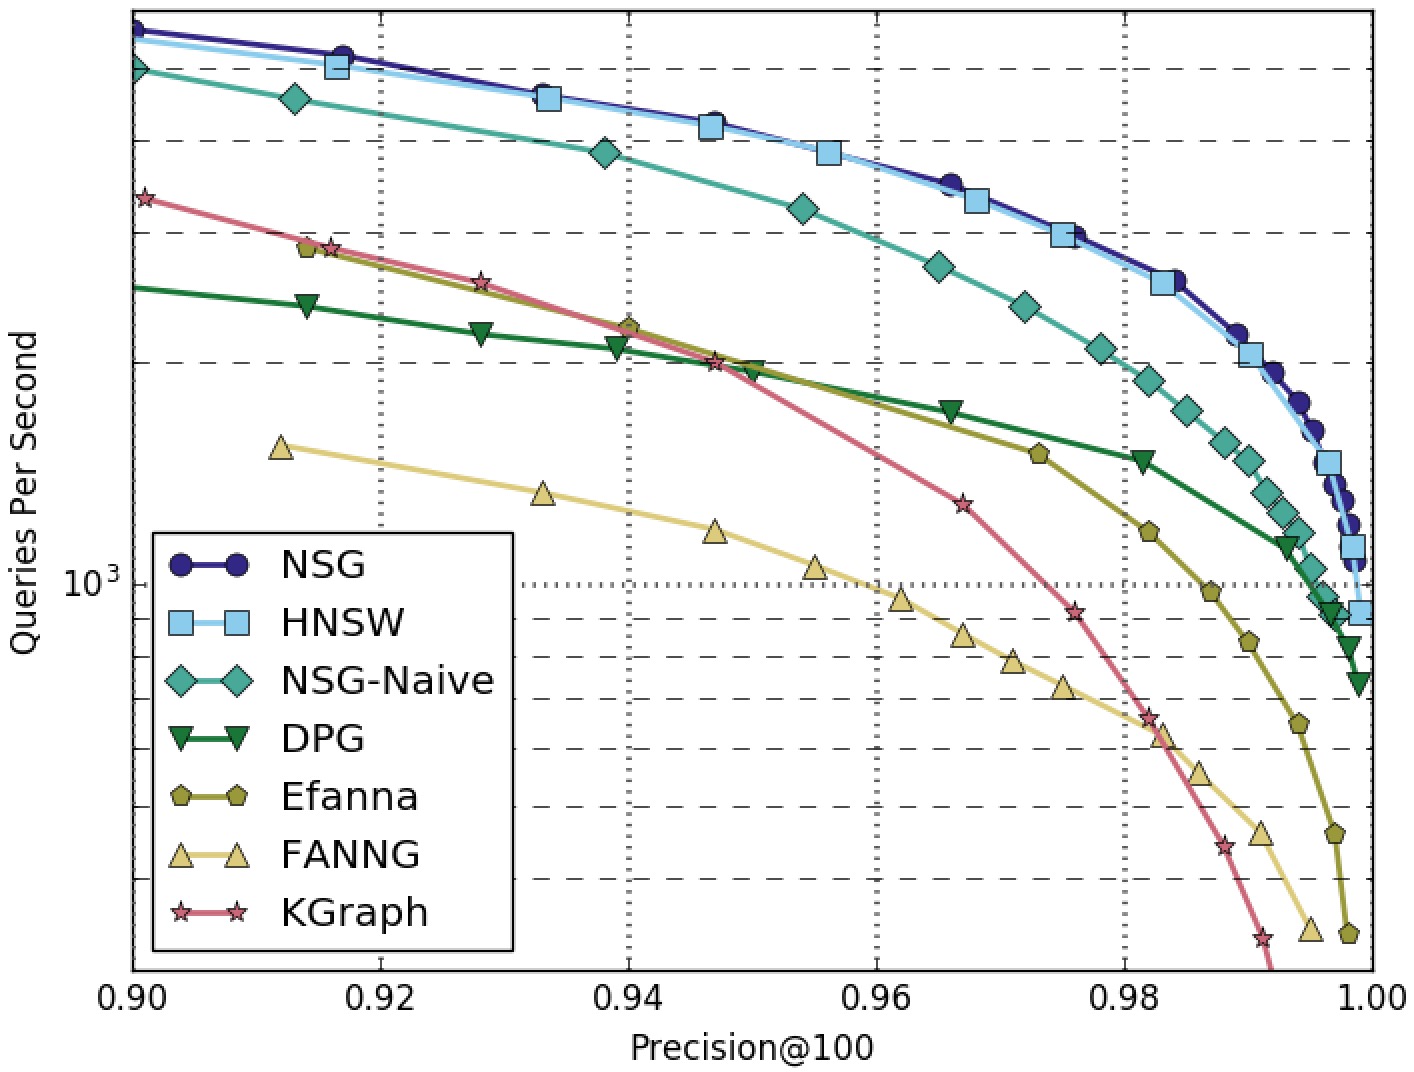 Queries Per Second
10³
NSG
HNSW
NSG-Naive
DPG
Efanna
FANNG
KGraph
0.90 0.92 0.94 0.96 0.98 1.00
Precision@100